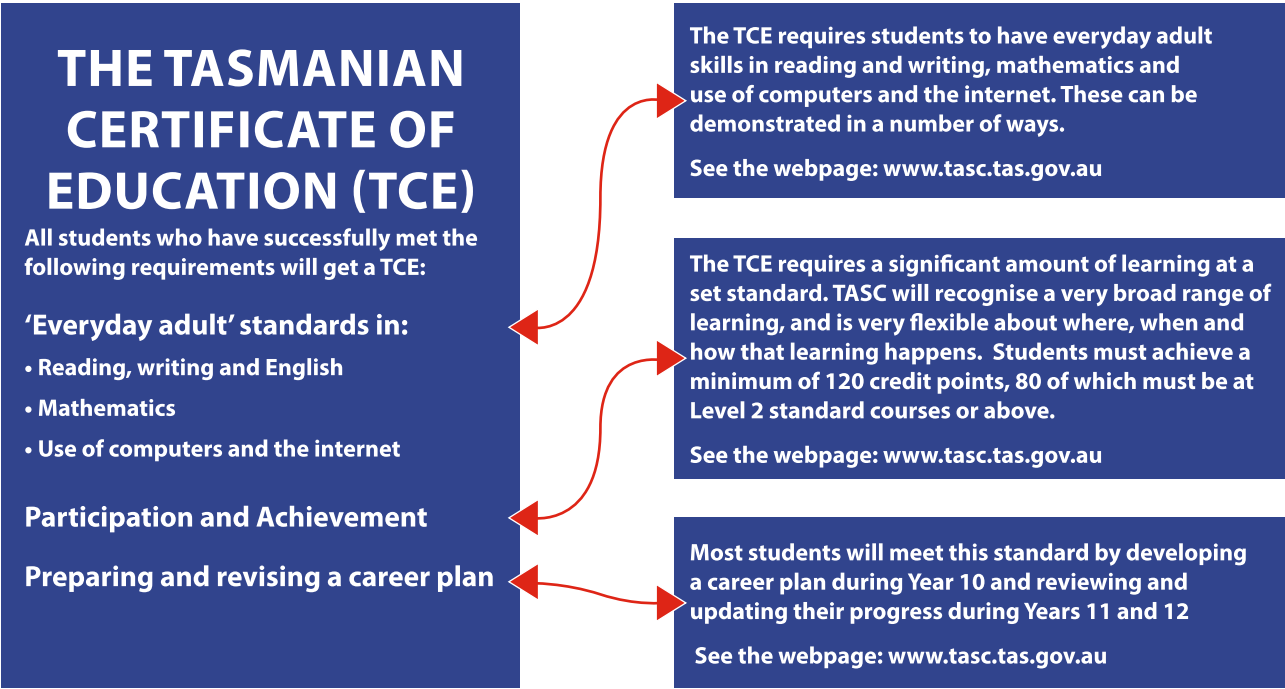 THE TASMANIAN
CERTIFICATE OF
EDUCATION (TCE)
All students who have successfully met the
following requirements will get a TCE:
‘Everyday adult’ standards in:
• Reading, writing and English
• Mathematics
• Use of computers and the internet
Participation and Achievement
Preparing and revising a career plan
The TCE requires students to have everyday adult
skills in reading and writing, mathematics and
use of computers and the internet. These can be
demonstrated in a number of ways.
See the webpage: www.tasc.tas.gov.au
The TCE requires a significant amount of learning at a
set standard. TASC will recognise a very broad range of
learning, and is very flexible about where, when and
how that learning happens.  Students must achieve a
minimum of 120 credit points, 80 of which must be at
Level 2 standard courses or above.
See the webpage: www.tasc.tas.gov.au
Most students will meet this standard by developing
a career plan during Year 10 and reviewing and
updating their progress during Years 11 and 12
See the webpage: www.tasc.tas.gov.au